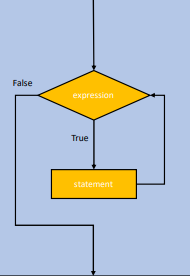 False
expression
True
statement